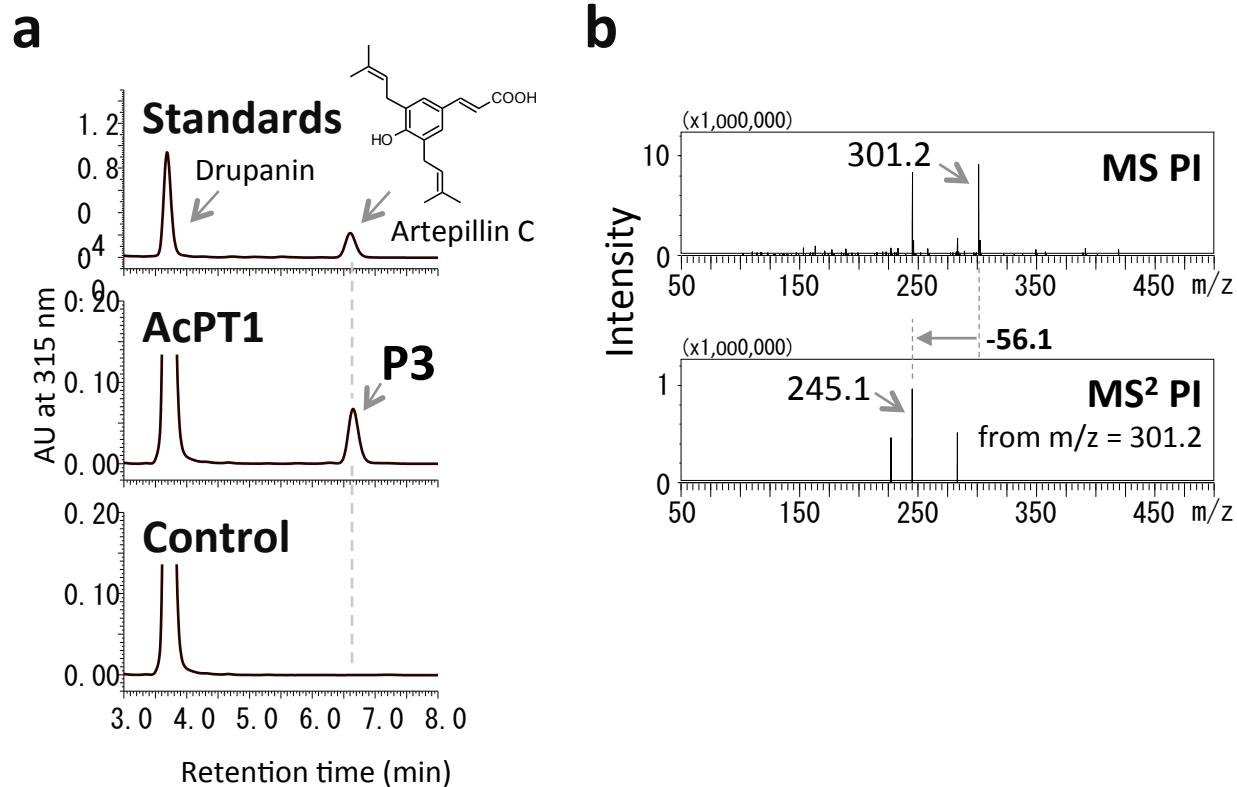 a
Standards
Drupanin
Artepillin C
HO
COOH
1.2
0.8
0
4
0
0
AU at 315 nm
AcPT1
P3
0.20
0.10
0.00
Control
0.20
0.10
0.00
3.0 4.0 5.0 6.0 7.0 8.0
Retention time (min)
b
Intensity
(x1,000,000)
10
0
301.2
MS PI
50 150 250 350 450 m/z
-56.1
(x1,000,000)
1
0
245.1
MS² PI
from m/z = 301.2
50 150 250 350 450 m/z